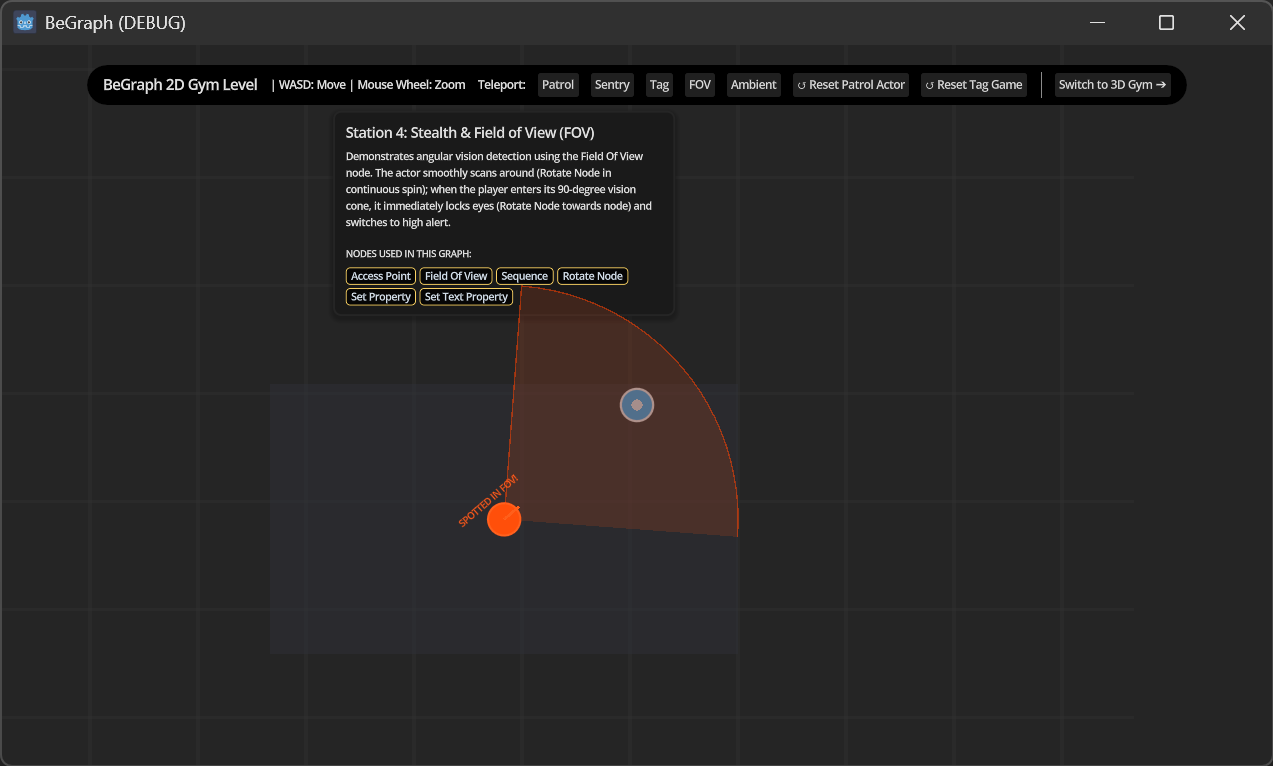 BeGraph (DEBUG)
BeGraph 2D Gym Level | WASD: Move | Mouse Wheel: Zoom Teleport: Patrol Sentry Tag FOV Ambient ↺ Reset Patrol Actor ↺ Reset Tag Game Switch to 3D Gym ➔
Station 4: Stealth & Field of View (FOV)
Demonstrates angular vision detection using the Field Of View
node. The actor smoothly scans around (Rotate Node in
continuous spin); when the player enters its 90-degree vision
cone, it immediately locks eyes (Rotate Node towards node) and
switches to high alert.
NODES USED IN THIS GRAPH:
Access Point Field Of View Sequence Rotate Node
Set Property Set Text Property
SPOTTED IN FOV!